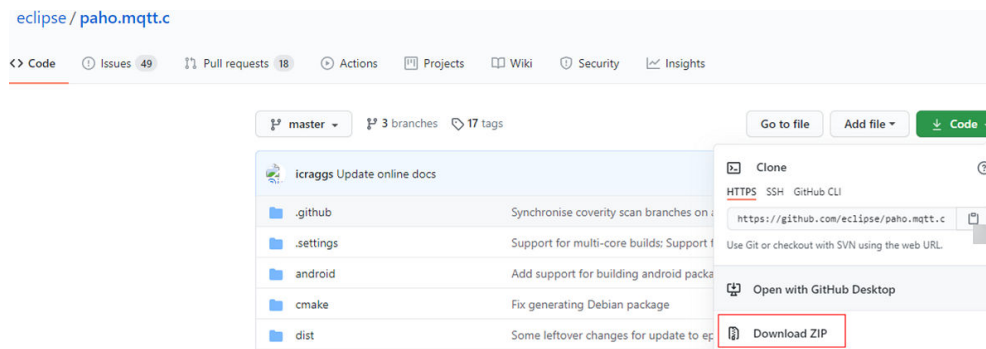 eclipse / paho.mqtt.c
Code Issues 49 Pull requests 18 Actions Projects Wiki Security Insights
master 3 branches 17 tags Go to file Add file Code
icraggs Update online docs
.github Synchronise coverity scan branches on
.settings Support for multi-core builds; Support
android Add support for building android packa
cmake Fix generating Debian package
dist Some leftover changes for update to ep
Clone
HTTPS SSH GitHub CLI
https://github.com/eclipse/paho.mqtt.c
Use Git or checkout with SVN using the web URL.
Open with GitHub Desktop
Download ZIP